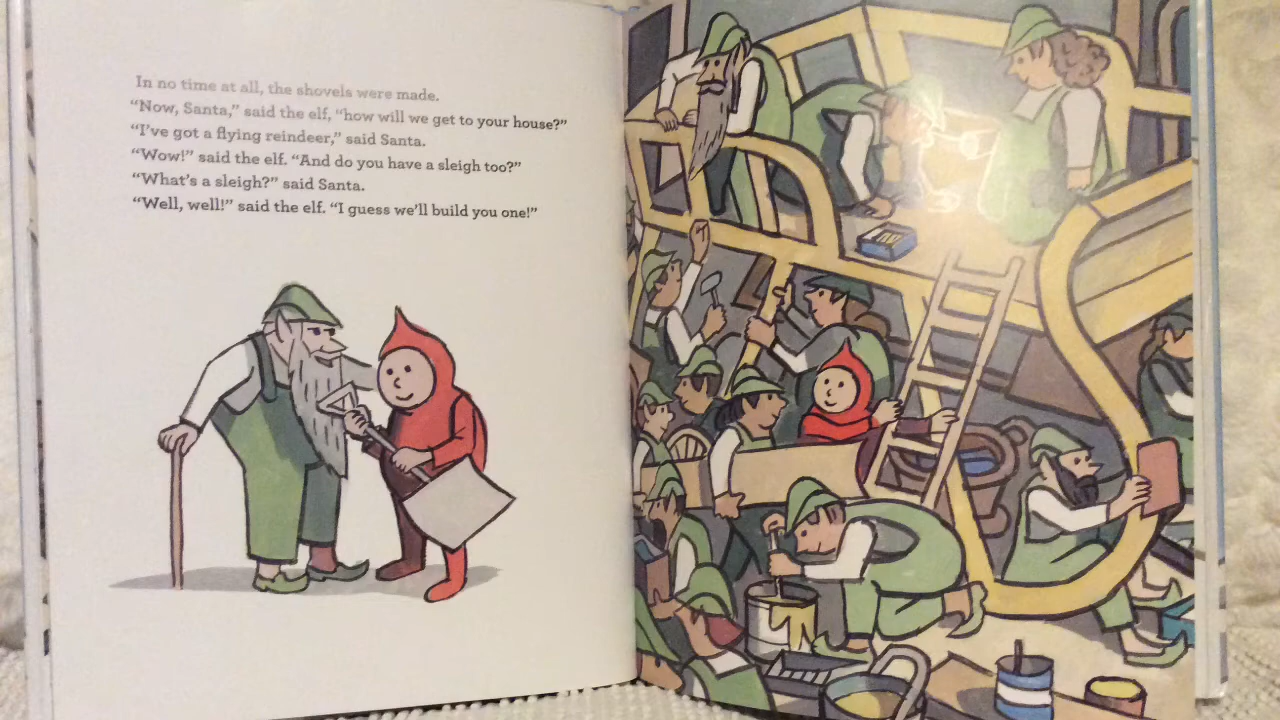 In no time at all, the shovels were made.
“Now, Santa,” said the elf, “how will we get to your house?”
“I’ve got a flying reindeer,” said Santa.
“Wow!” said the elf. “And do you have a sleigh too?”
“What’s a sleigh?” said Santa.
“Well, well!” said the elf. “I guess we’ll build you one!”